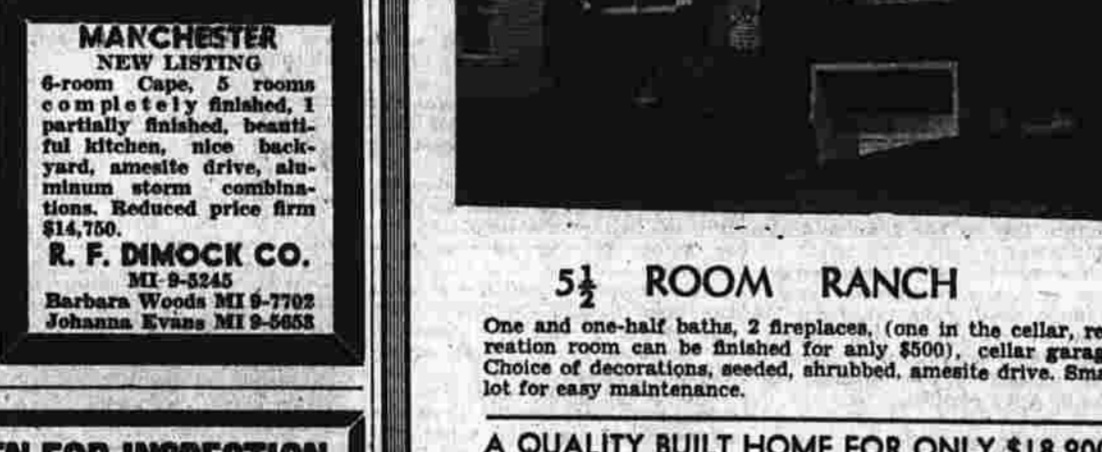 MANCHESTER
NEW LISTING
6-room Cape, 5 rooms
completely finished, 1
partially finished, beauti-
ful kitchen, nice back-
yard, amesite drive, alu-
minum storm combina-
tions. Reduced price firm
$14,750.
R. F. DIMOCK CO.
MI-9-5245
Barbara Woods MI 9-7702
Johanna Evans MI 9-5653
FOR INSPECTION
5½ ROOM RANCH
One and one-half baths, 2 fireplaces, (one in the cellar, re
reation room can be finished for anly $500), cellar garag
Choice of decorations, seeded, shrubbed, amesite drive. Sma
lot for easy maintenance.
A QUALITY BUILT HOME FOR ONLY $18,900